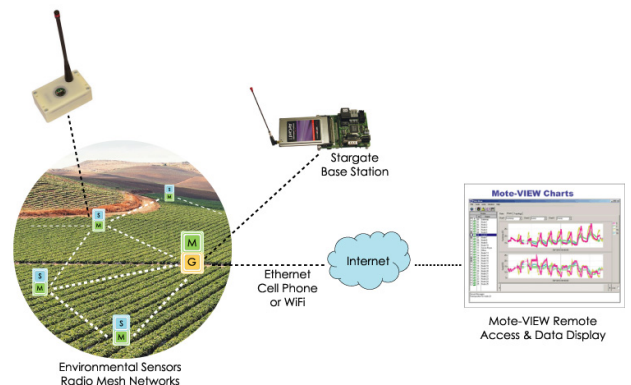 Stargate
Base Station
Mote-VIEW Charts
S
M
S
M
M
G
S
M
S
M
Internet
Ethernet
Cell Phone
or WiFi
Mote-VIEW Remote
Access & Data Display
Environmental Sensors
Radio Mesh Networks